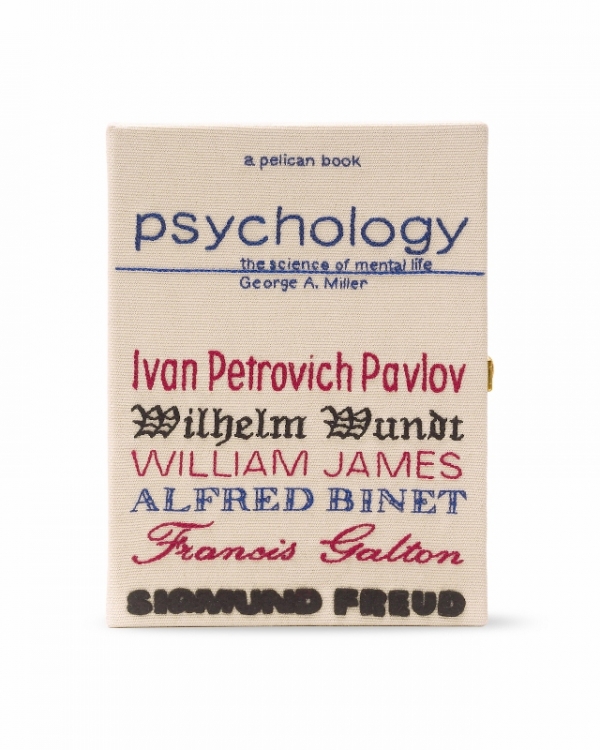 a pelican book
psychology
the science of mental life
George A. Miller
Ivan Petrovich Pavlov
Wilhelm Wundt
WILLIAM JAMES
ALFRED BINET
Francis Galton
SIGMUND FREUD